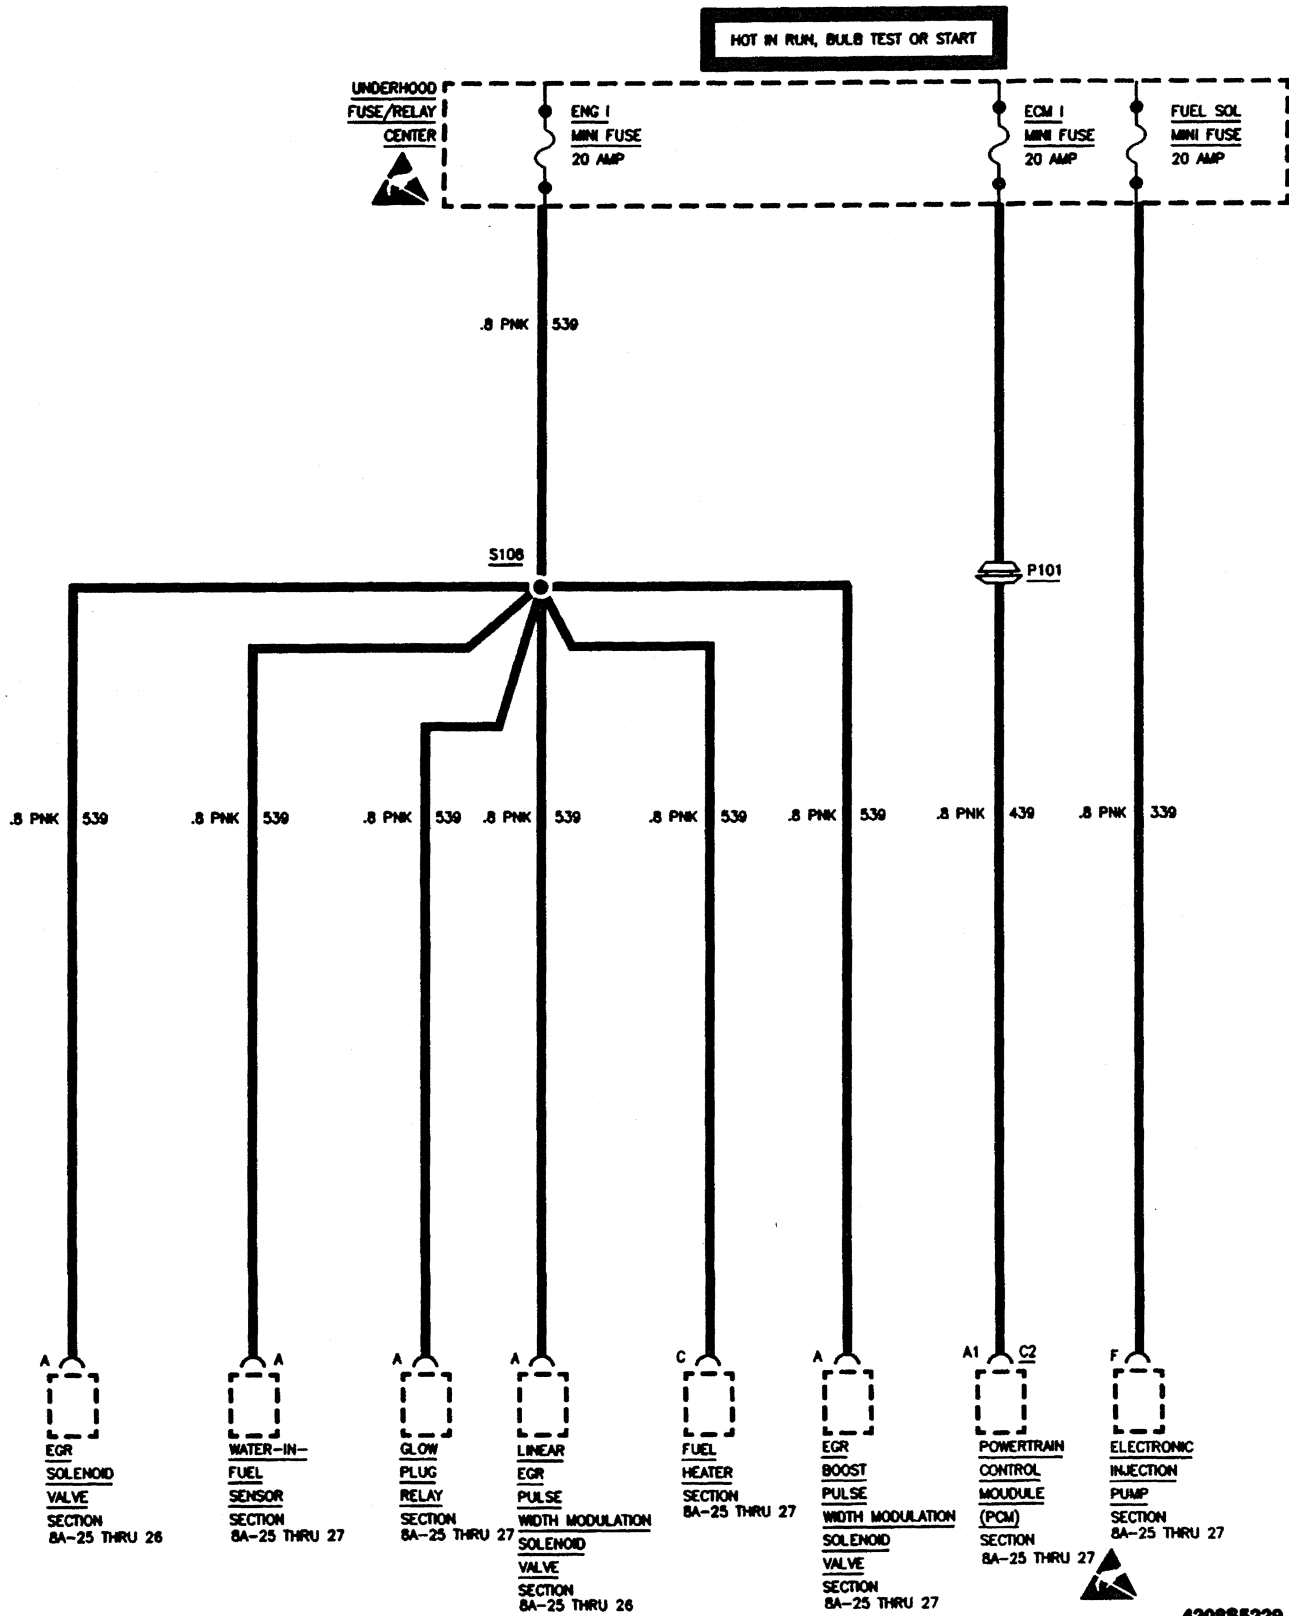 HOT IN RUN, BULB TEST OR START
UNDERHOOD
FUSE/RELAY
CENTER
ENG I
MINI FUSE
20 AMP
ECM I
MINI FUSE
20 AMP
FUEL SOL
MINI FUSE
20 AMP
.8 PNK 539
S108
P101
.8 PNK 539
.8 PNK 539
.8 PNK 539
.8 PNK 539
.8 PNK 539
.8 PNK 539
.8 PNK 439
.8 PNK 339
A
EGR
SOLENOID
VALVE
SECTION
8A-25 THRU 26
A
WATER-IN-
FUEL
SENSOR
SECTION
8A-25 THRU 27
A
GLOW
PLUG
RELAY
SECTION
8A-25 THRU 27
A
LINEAR
EGR
PULSE
WIDTH MODULATION
SOLENOID
VALVE
SECTION
8A-25 THRU 26
C
FUEL
HEATER
SECTION
8A-25 THRU 27
A
EGR
BOOST
PULSE
WIDTH MODULATION
SOLENOID
VALVE
SECTION
8A-25 THRU 27
A1 C2
POWERTRAIN
CONTROL
MOUDULE
(PCM)
SECTION
8A-25 THRU 27
F
ELECTRONIC
INJECTION
PUMP
SECTION
8A-25 THRU 27